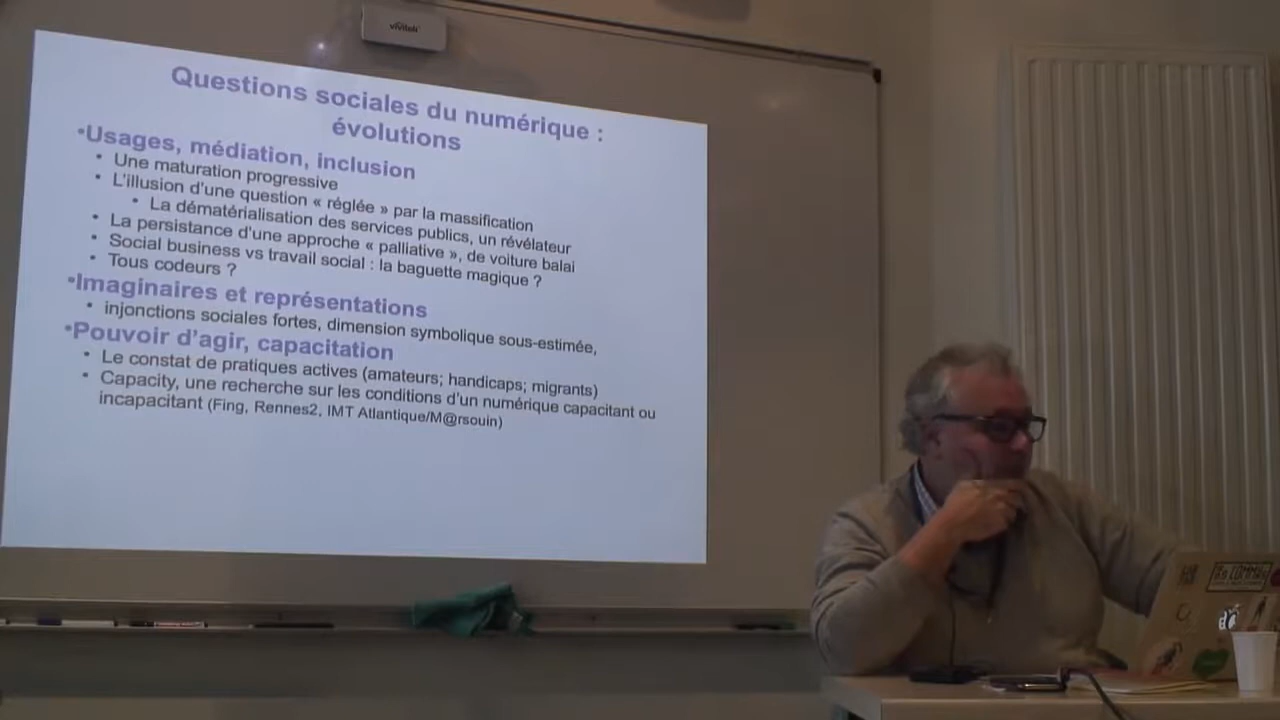 vivitek
Questions sociales du numérique :
évolutions
•Usages, médiation, inclusion
• Une maturation progressive
• L'illusion d'une question « réglée » par la massification
• La dématérialisation des services publics, un révélateur
• La persistance d'une approche « palliative », de voiture balai
• Social business vs travail social : la baguette magique ?
• Tous codeurs ?
•Imaginaires et représentations
• injonctions sociales fortes, dimension symbolique sous-estimée,
•Pouvoir d'agir, capacitation
• Le constat de pratiques actives (amateurs; handicaps; migrants)
• Capacity, une recherche sur les conditions d'un numérique capacitant ou
incapacitant (Fing, Rennes2, IMT Atlantique/M@rsouin)